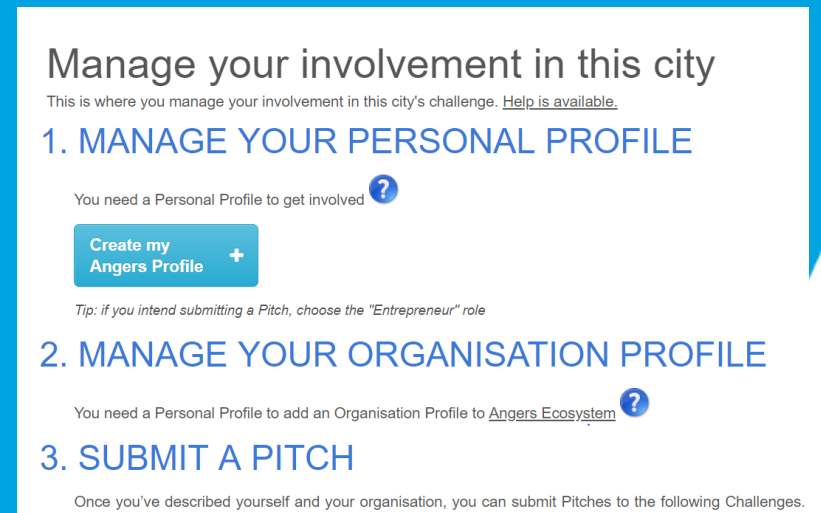 Manage your involvement in this city
This is where you manage your involvement in this city's challenge. Help is available.
1. MANAGE YOUR PERSONAL PROFILE
You need a Personal Profile to get involved ?
Create my
Angers Profile +
Tip: if you intend submitting a Pitch, choose the "Entrepreneur" role
2. MANAGE YOUR ORGANISATION PROFILE
You need a Personal Profile to add an Organisation Profile to Angers Ecosystem ?
3. SUBMIT A PITCH
Once you’ve described yourself and your organisation, you can submit Pitches to the following Challenges.